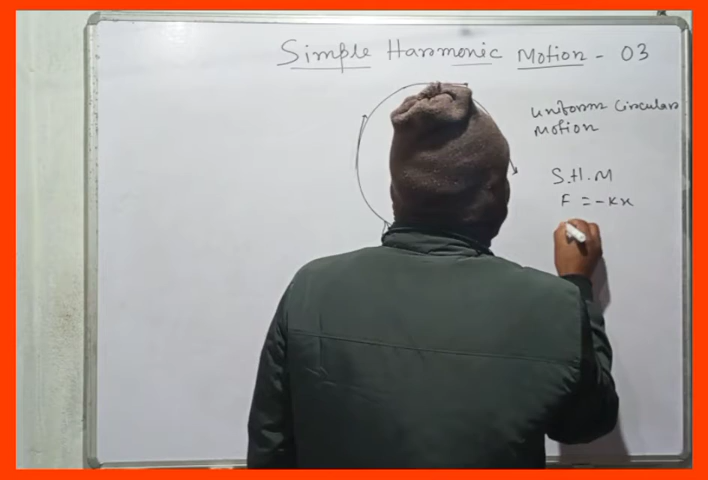 Simple Harmonic Motion - 03
Uniform Circular
Motion
S.H.M
F = -Kx